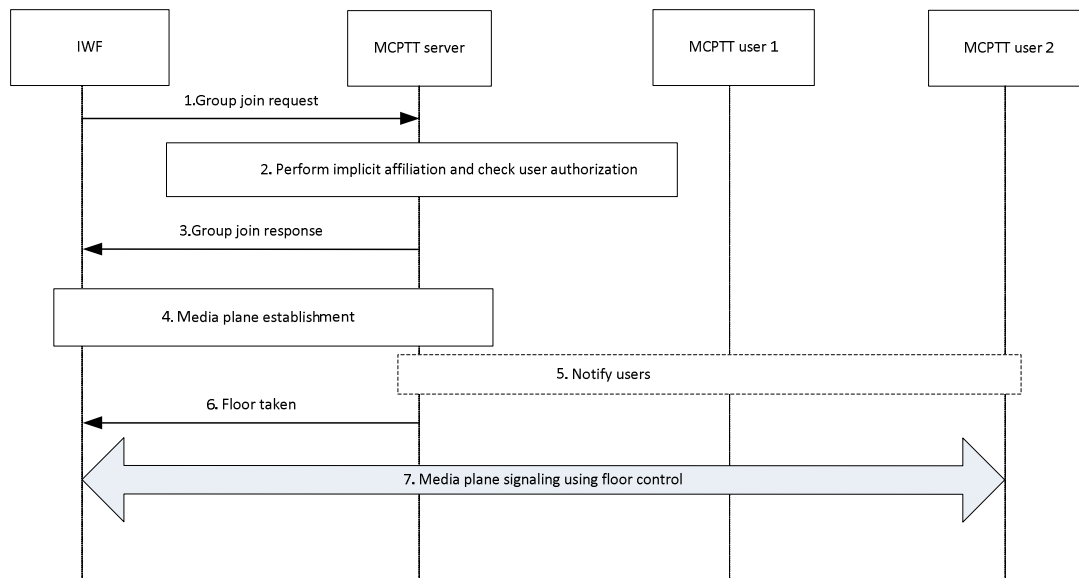 IWF
MCPTT server
MCPTT user 1
MCPTT user 2
1.Group join request
2. Perform implicit affiliation and check user authorization
3.Group join response
4. Media plane establishment
5. Notify users
6. Floor taken
7. Media plane signaling using floor control